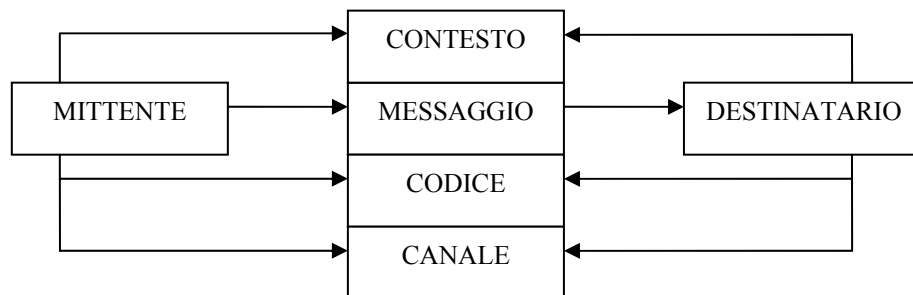 CONTESTO
MITTENTE
MESSAGGIO
DESTINATARIO
CODICE
CANALE